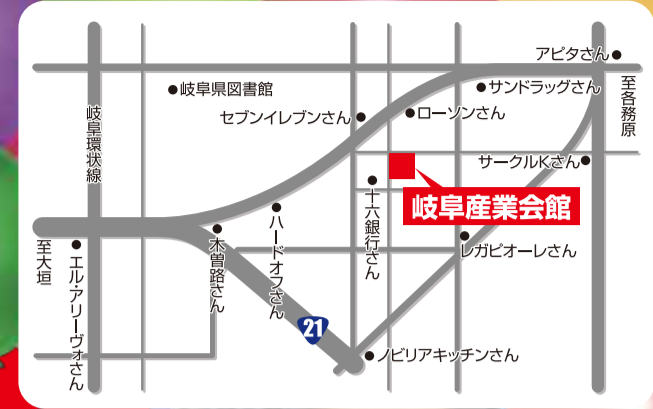 アピタさん
至各務原
岐阜県図書館
サンドラッグさん
セブンイレブンさん
ローソンさん
岐阜環状線
サークルKさん
岐阜産業会館
十六銀行さん
ハードオフさん
木曽路さん
レガピオーレさん
至大垣
エル・アリーヴォさん
21
ノビリアキッチンさん